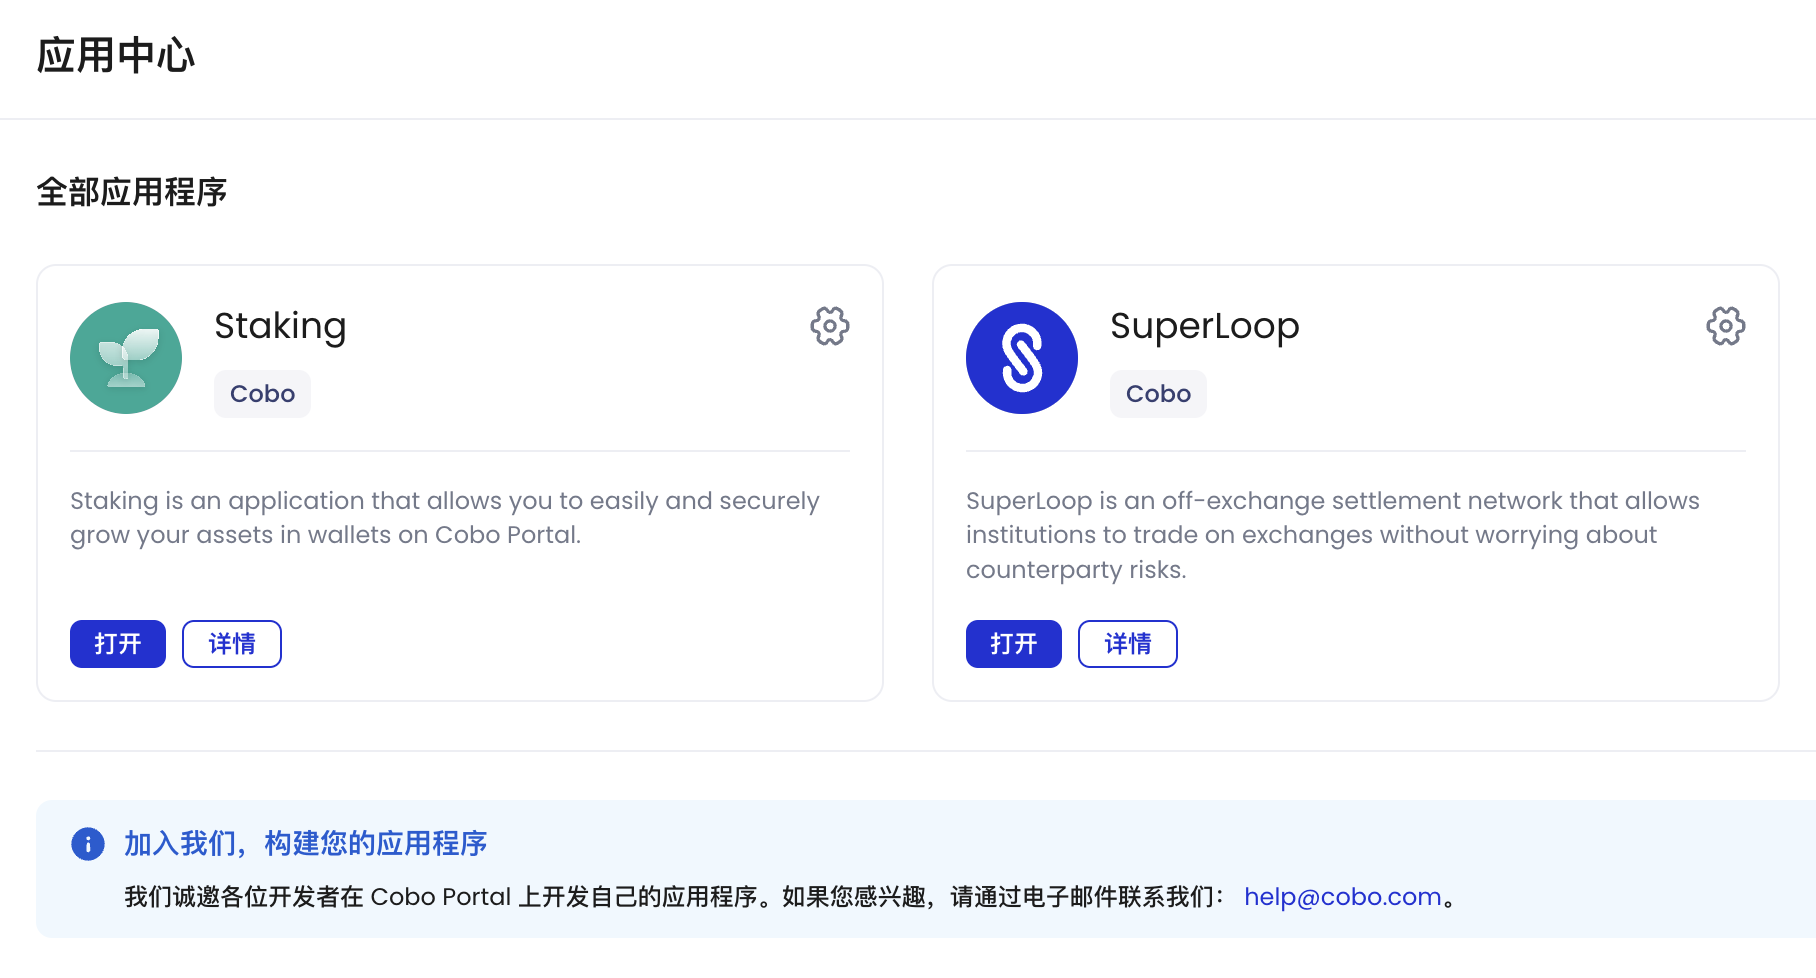 应用中心
全部应用程序
Staking
Cobo
Staking is an application that allows you to easily and securely
grow your assets in wallets on Cobo Portal.
打开
详情
SuperLoop
Cobo
SuperLoop is an off-exchange settlement network that allows
institutions to trade on exchanges without worrying about
counterparty risks.
打开
详情
加入我们，构建您的应用程序
我们诚邀各位开发者在 Cobo Portal 上开发自己的应用程序。如果您感兴趣，请通过电子邮件联系我们： help@cobo.com。